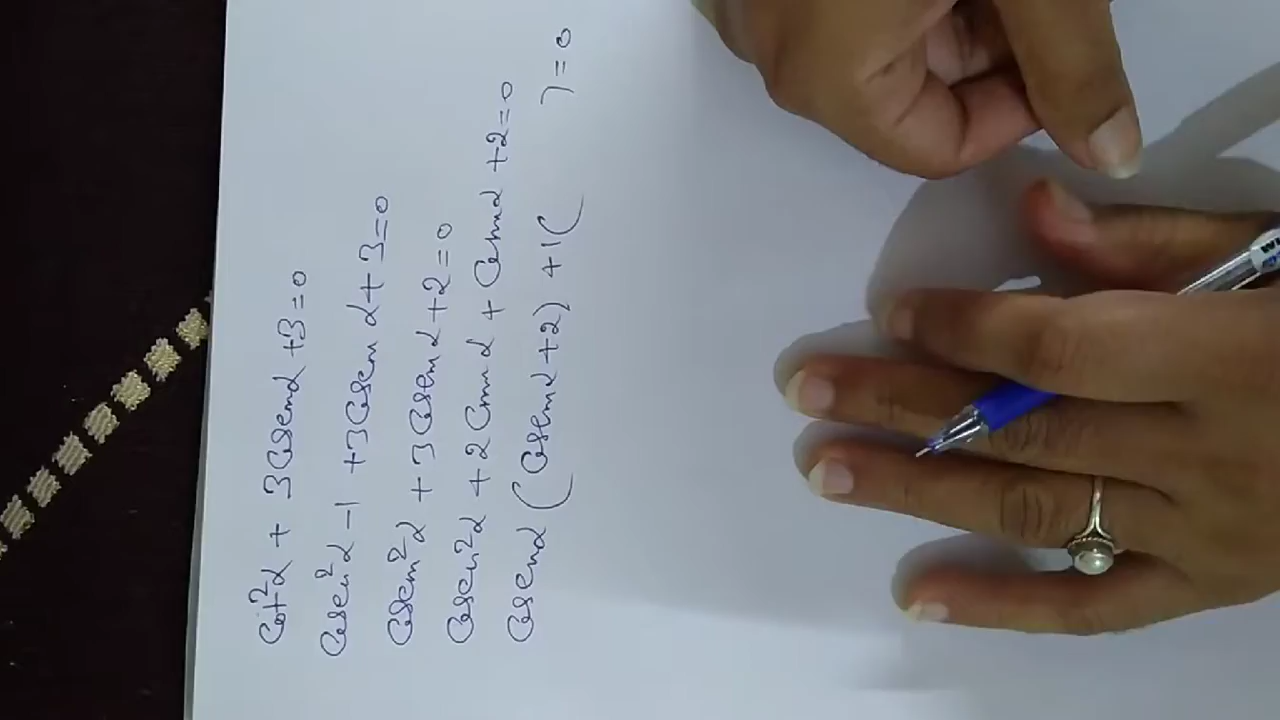 Cot²α + 3Cosecα + 3 = 0
Cosec²α - 1 + 3Cosecα + 3 = 0
Cosec²α + 3Cosecα + 2 = 0
Cosec²α + 2Cosecα + Cosecα + 2 = 0
Cosecα (Cosecα + 2) + 1 ( ) = 0